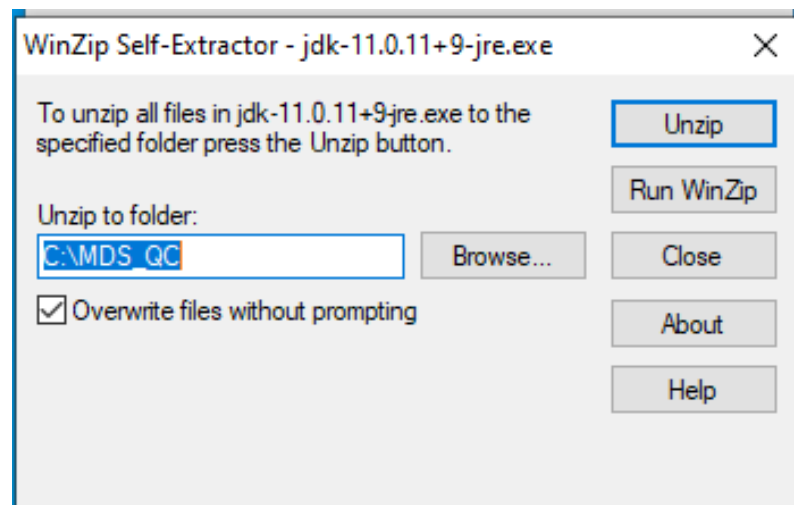 WinZip Self-Extractor - jdk-11.0.11+9-jre.exe
To unzip all files in jdk-11.0.11+9-jre.exe to the
specified folder press the Unzip button.
Unzip to folder:
C:\MDS_QC
Browse...
Overwrite files without prompting
Unzip
Run WinZip
Close
About
Help